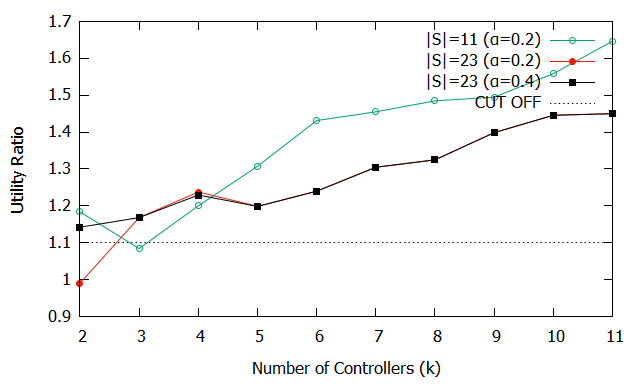 1.7
1.6
1.5
1.4
1.3
1.2
1.1
1
0.9
Utility Ratio
|S|=11 (α=0.2)
|S|=23 (α=0.2)
|S|=23 (α=0.4)
CUT OFF
2 3 4 5 6 7 8 9 10 11
Number of Controllers (k)